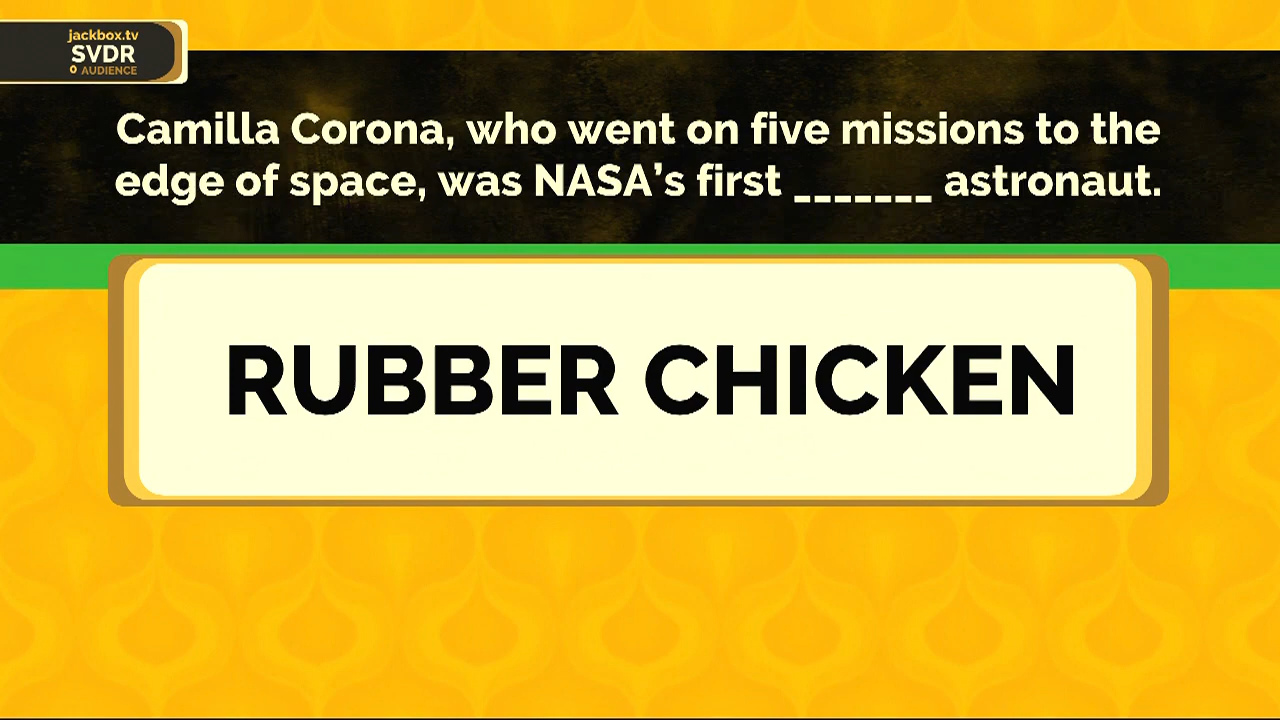 jackbox.tv
SVDR
0 AUDIENCE
Camilla Corona, who went on five missions to the
edge of space, was NASA’s first _______ astronaut.
RUBBER CHICKEN